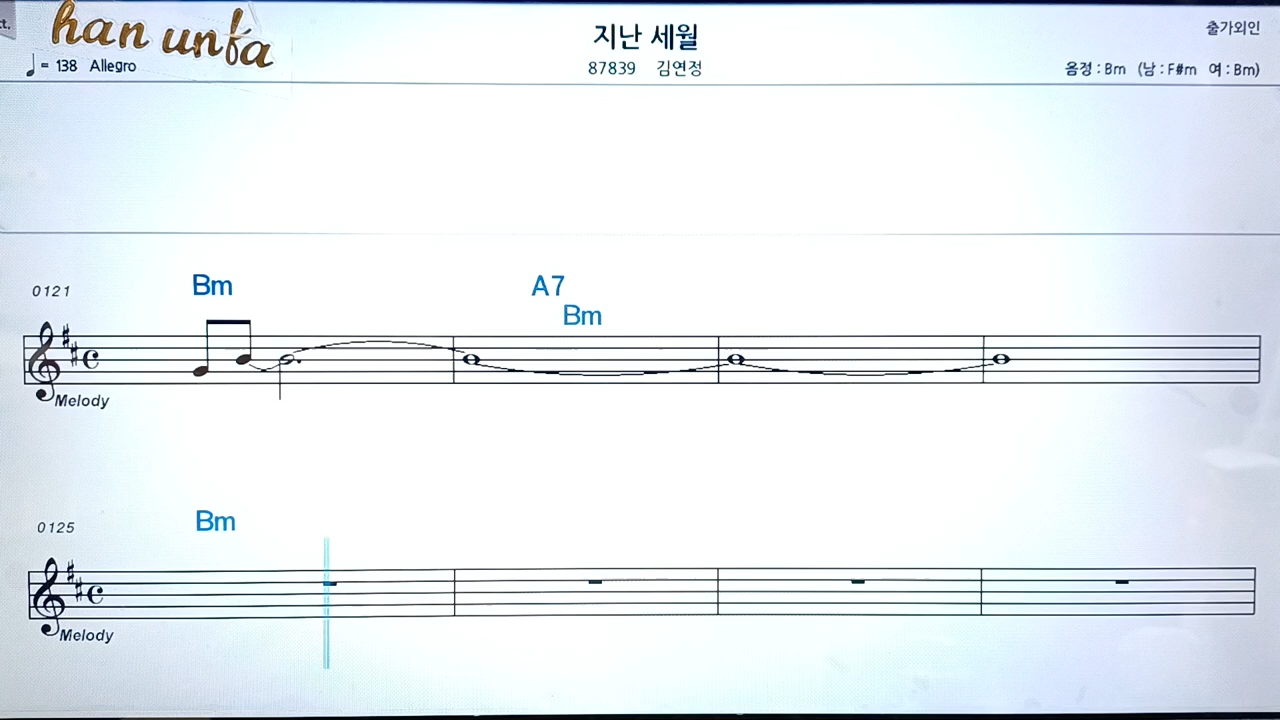 ct.
han unfa
지난 세월
출가외인
♩= 138 Allegro
87839 김연정
음정 : Bm (남 : F#m 여 : Bm)
0121
Bm
A7
Bm
Melody
0125
Bm
Melody